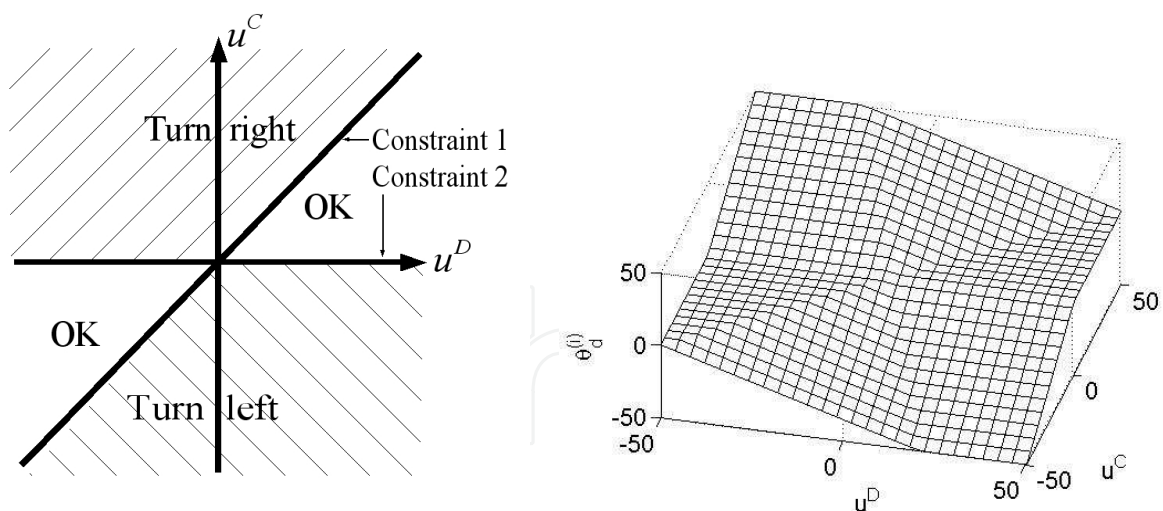 u^C
Turn right
Constraint 1
Constraint 2
OK
u^D
OK
Turn left
50
0
-50
θ_d^(i)
-50
0
50
u^D
-50
0
50
u^C